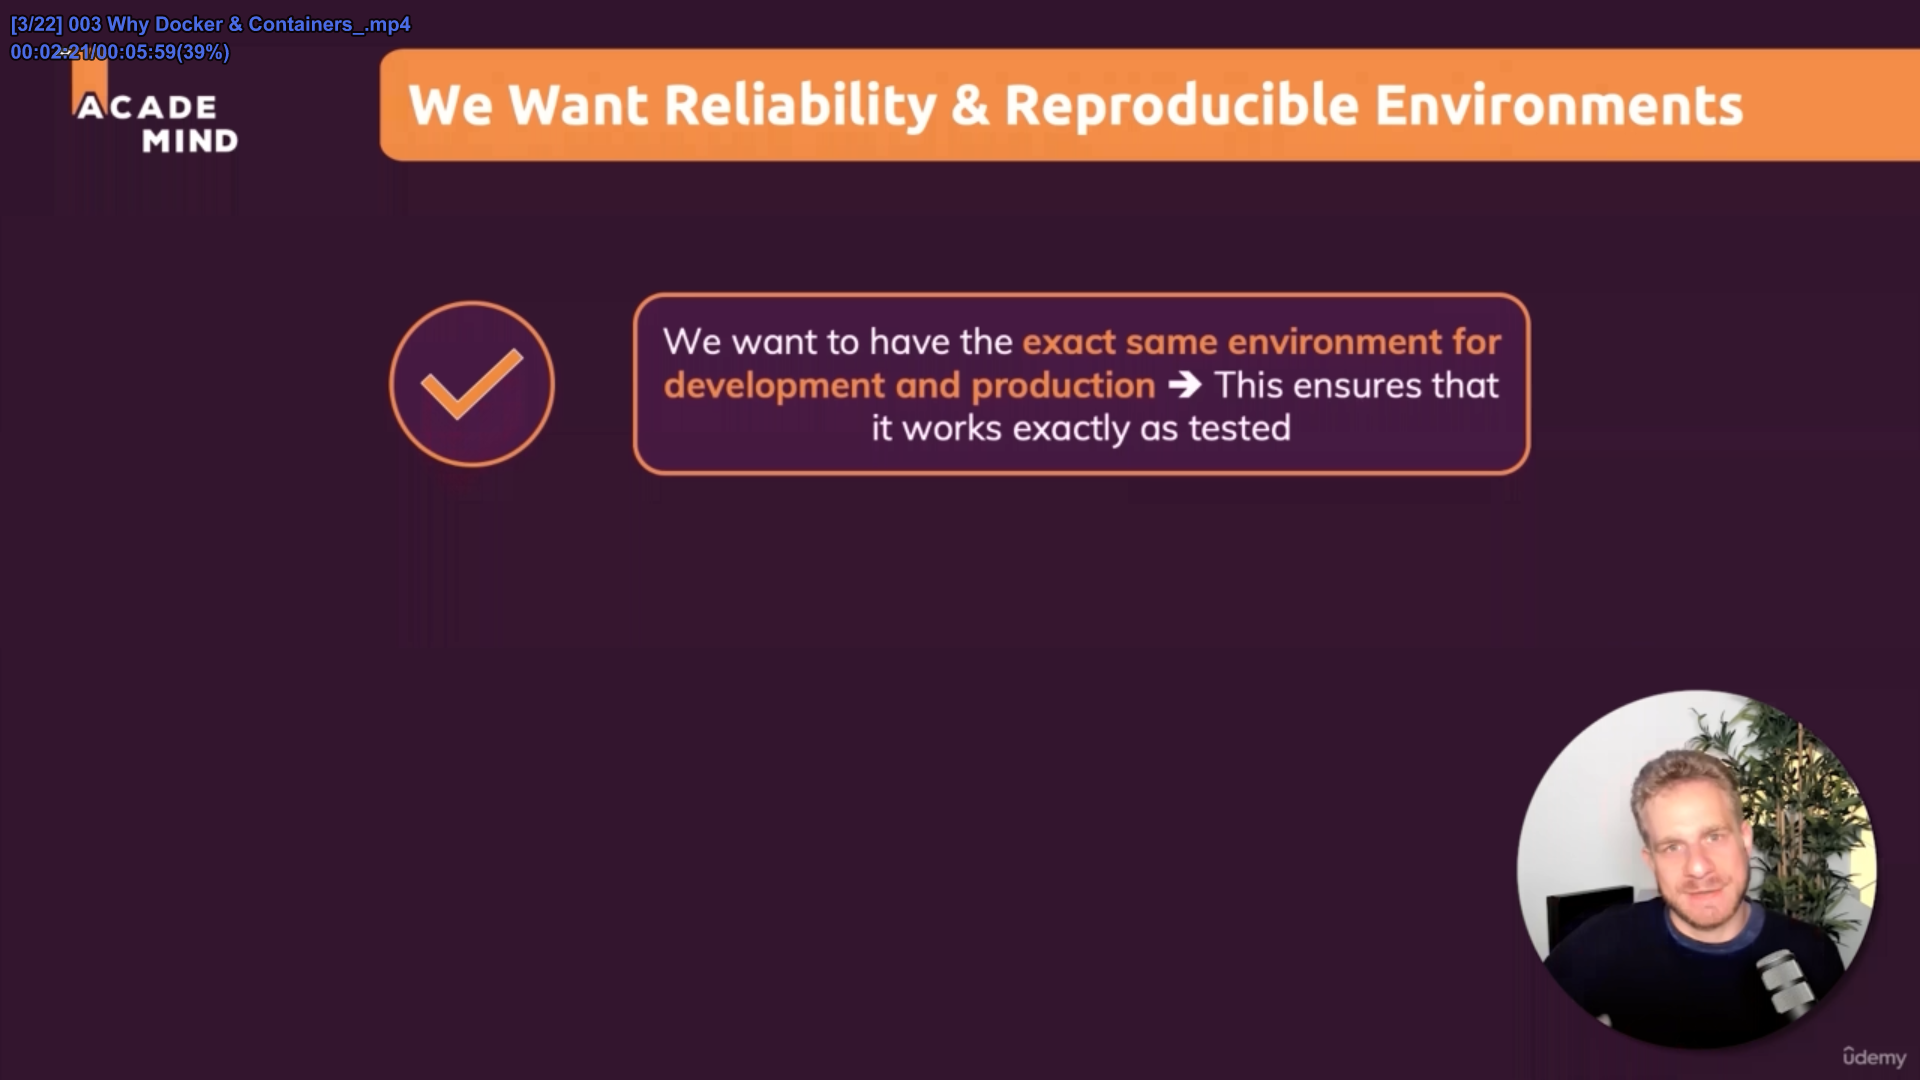 [3/22] 003 Why Docker & Containers_.mp4
00:02:21/00:05:59(39%)
ACADE
MIND
We Want Reliability & Reproducible Environments
We want to have the exact same environment for
development and production ➔ This ensures that
it works exactly as tested
ûdemy